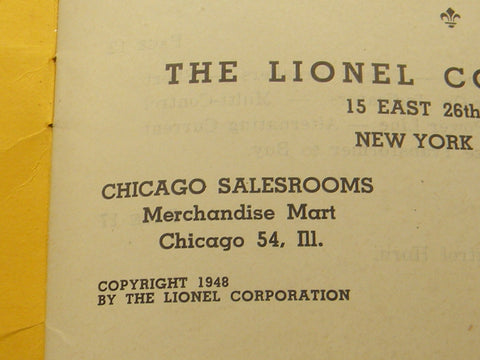 THE LIONEL CO
15 EAST 26th
NEW YORK
CHICAGO SALESROOMS
Merchandise Mart
Chicago 54, Ill.
COPYRIGHT 1948
BY THE LIONEL CORPORATION